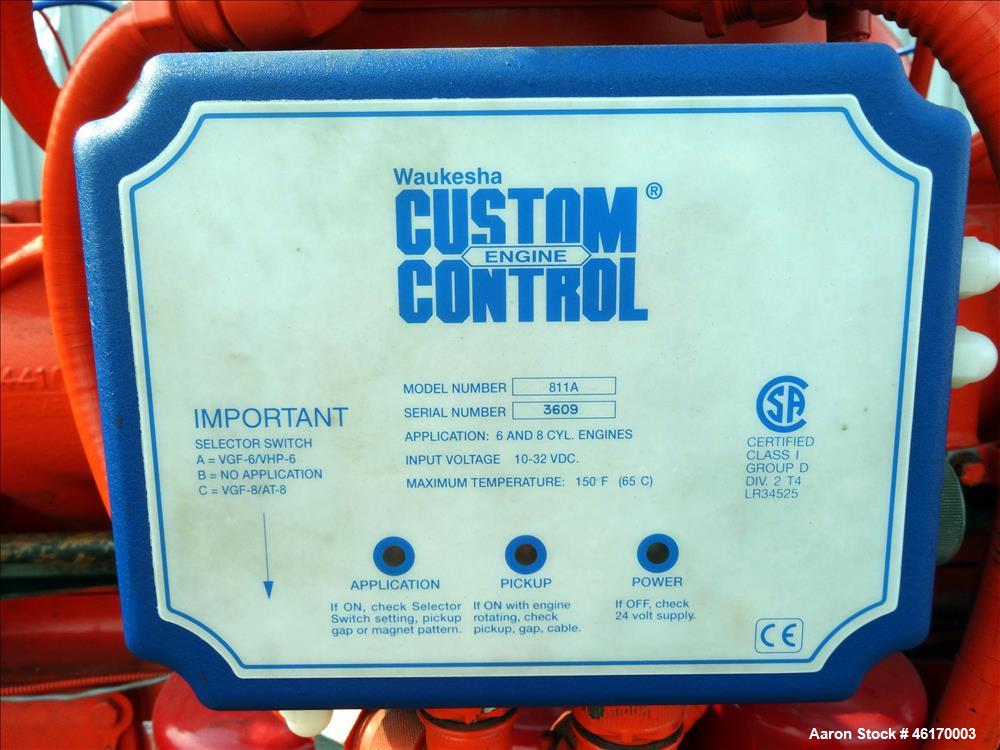 Waukesha
CUSTOM®
ENGINE
CONTROL
MODEL NUMBER 811A
SERIAL NUMBER 3609
APPLICATION: 6 AND 8 CYL. ENGINES
INPUT VOLTAGE 10-32 VDC.
MAXIMUM TEMPERATURE: 150°F (65 C)
IMPORTANT
SELECTOR SWITCH
A = VGF-6/VHP-6
B = NO APPLICATION
C = VGF-8/AT-8
CSA
CERTIFIED
CLASS I
GROUP D
DIV. 2 T4
LR34525
APPLICATION
If ON, check Selector
Switch setting, pickup
gap or magnet pattern.
PICKUP
If ON with engine
rotating, check
pickup, gap, cable.
POWER
If OFF, check
24 volt supply.
CE
Aaron Stock # 46170003